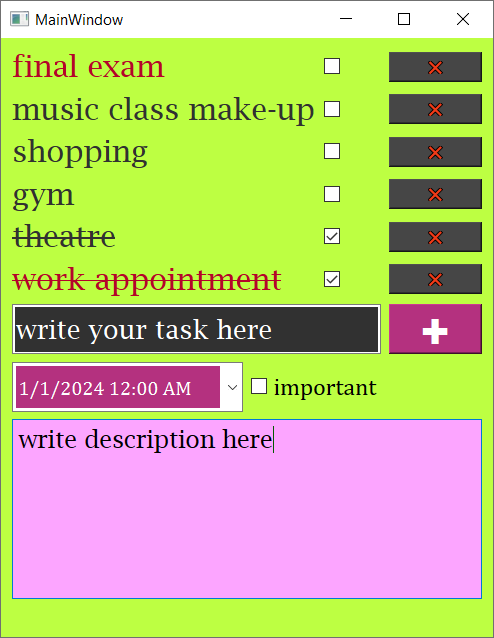 MainWindow
final exam
music class make-up
shopping
gym
theatre
work appointment
write your task here
1/1/2024 12:00 AM
important
write description here